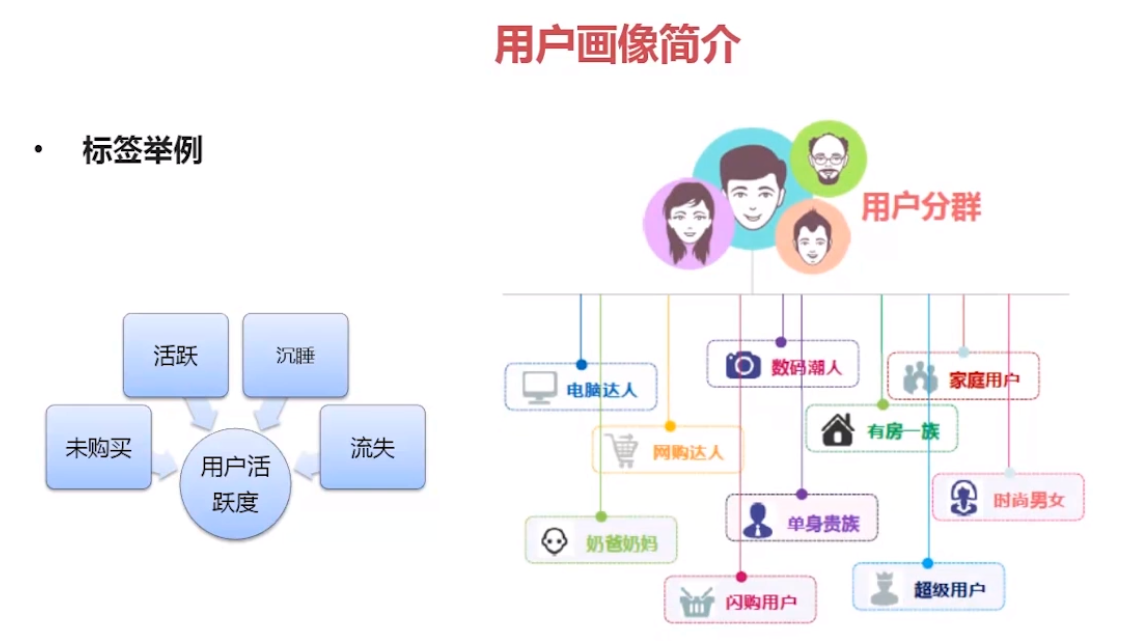 用户画像简介
• 标签举例
活跃
沉睡
未购买
流失
用户活
跃度
用户分群
电脑达人
数码潮人
家庭用户
网购达人
有房一族
奶爸奶妈
单身贵族
时尚男女
闪购用户
超级用户